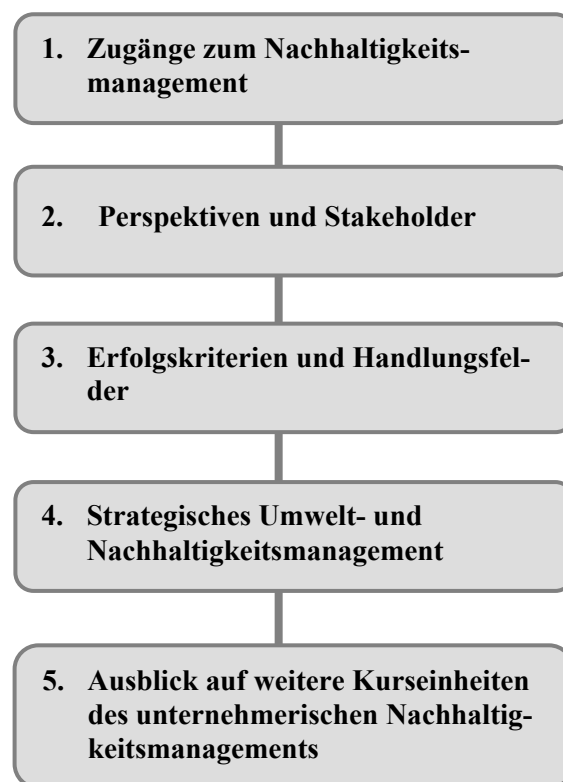 1. Zugänge zum Nachhaltigkeits-
management
2. Perspektiven und Stakeholder
3. Erfolgskriterien und Handlungsfel-
der
4. Strategisches Umwelt- und
Nachhaltigkeitsmanagement
5. Ausblick auf weitere Kurseinheiten
des unternehmerischen Nachhaltig-
keitsmanagements